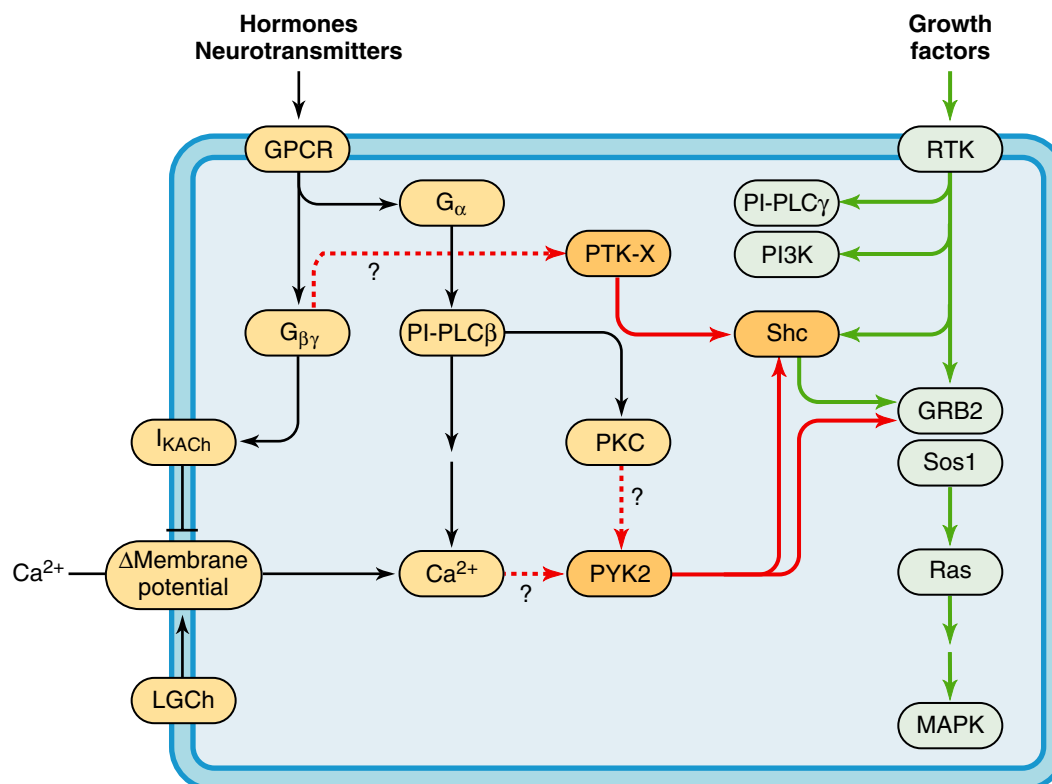 Hormones
Neurotransmitters
Growth
factors
GPCR
RTK
Gα
PI-PLCγ
PTK-X
PI3K
?
Gβγ
PI-PLCβ
Shc
GRB2
IKACh
PKC
Sos1
?
Ca²⁺
ΔMembrane
potential
Ca²⁺
?
PYK2
Ras
LGCh
MAPK